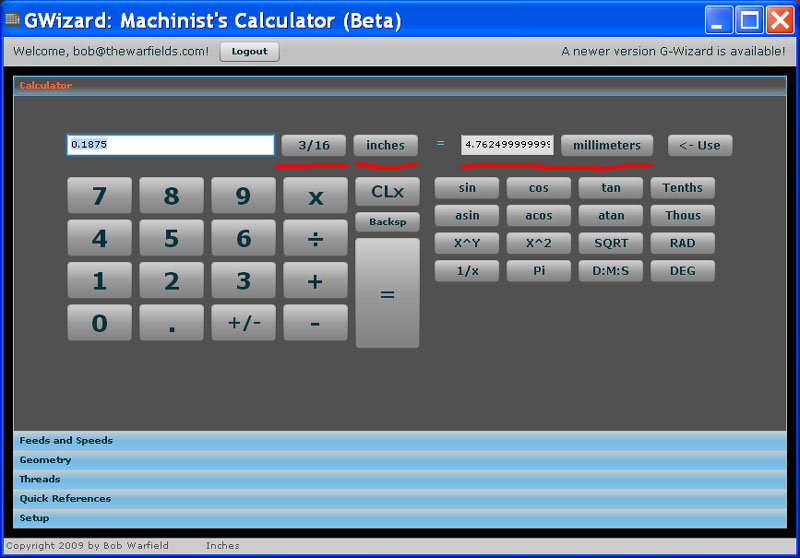 GWizard: Machinist's Calculator (Beta)
Welcome, bob@thewarfields.com! Logout A newer version G-Wizard is available!
Calculator
0.1875 3/16 inches = 4.762499999999 millimeters <- Use
7 8 9 x CLx sin cos tan Tenths
Backsp asin acos atan Thous
4 5 6 ÷ X^Y X^2 SQRT RAD
1 2 3 + = 1/x Pi D:M:S DEG
0 . +/- -
Feeds and Speeds
Geometry
Threads
Quick References
Setup
Copyright 2009 by Bob Warfield Inches